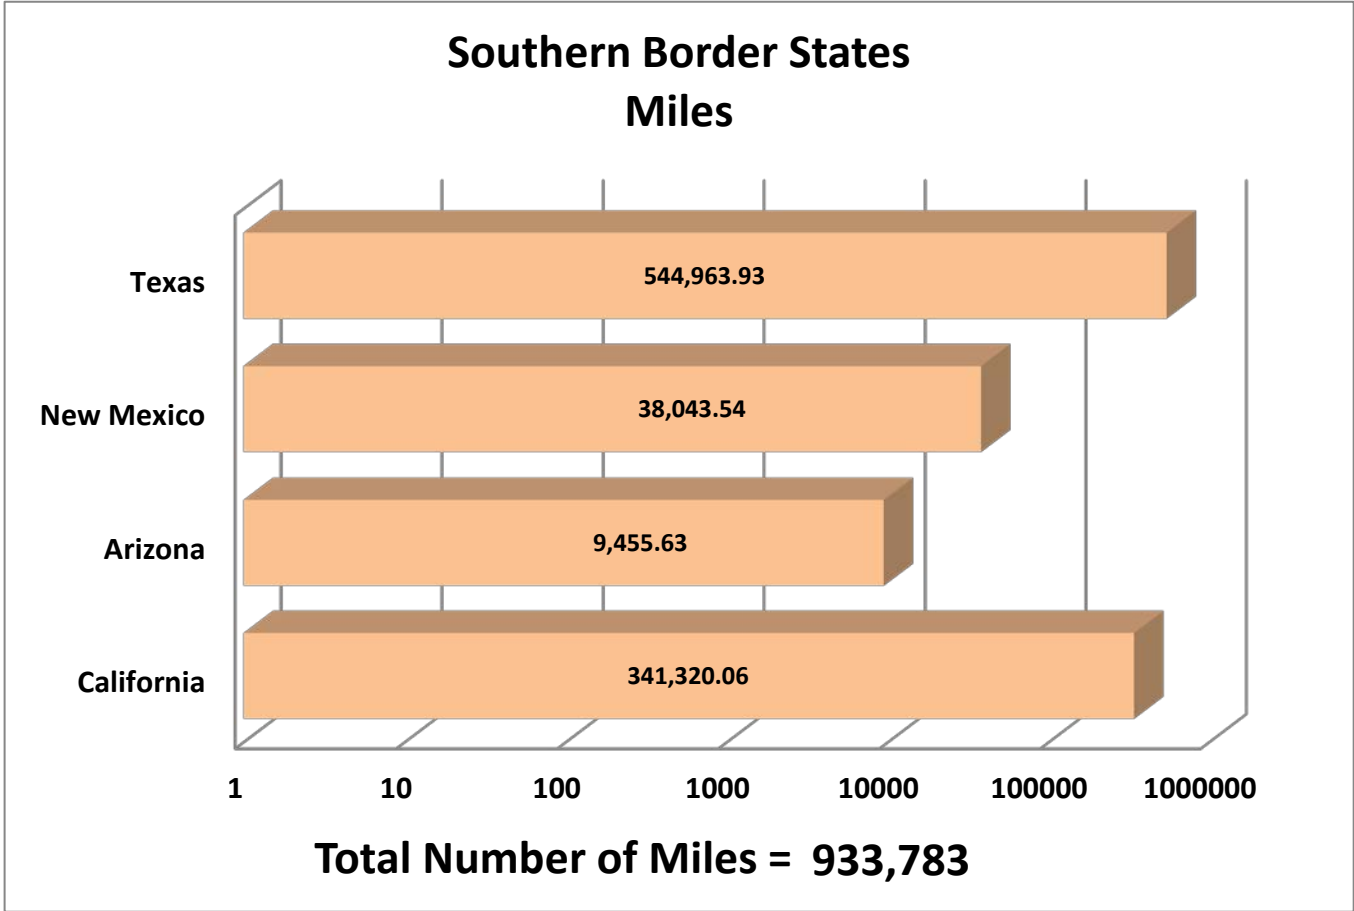 Southern Border States
Miles
Texas
544,963.93
New Mexico
38,043.54
Arizona
9,455.63
California
341,320.06
1 10 100 1000 10000 100000 1000000
Total Number of Miles = 933,783